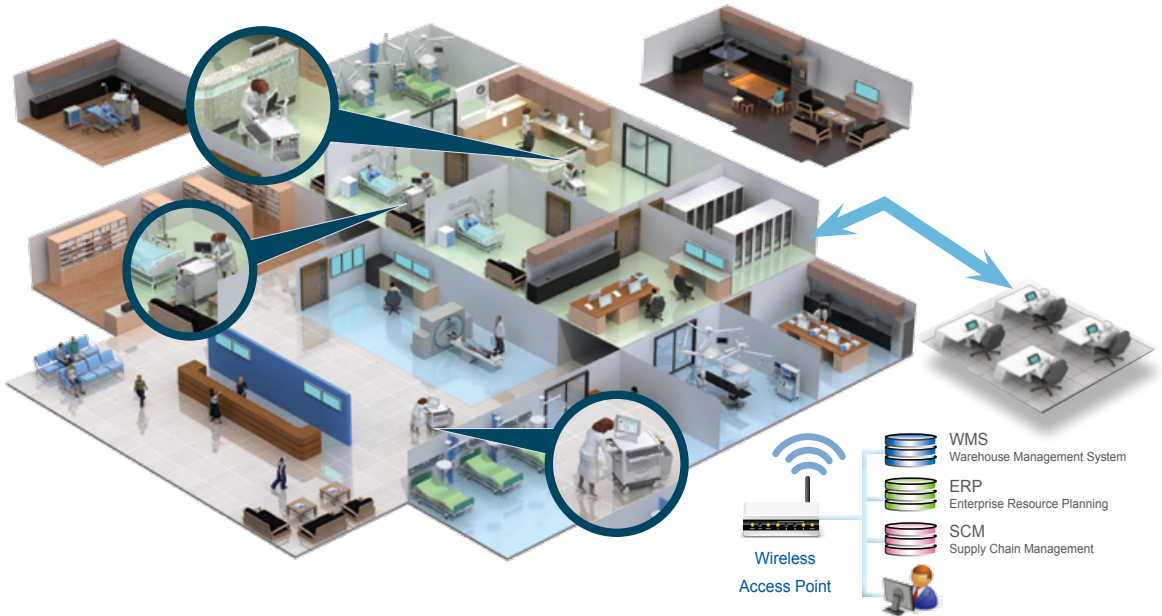 WMS
Warehouse Management System
ERP
Enterprise Resource Planning
SCM
Supply Chain Management
Wireless
Access Point